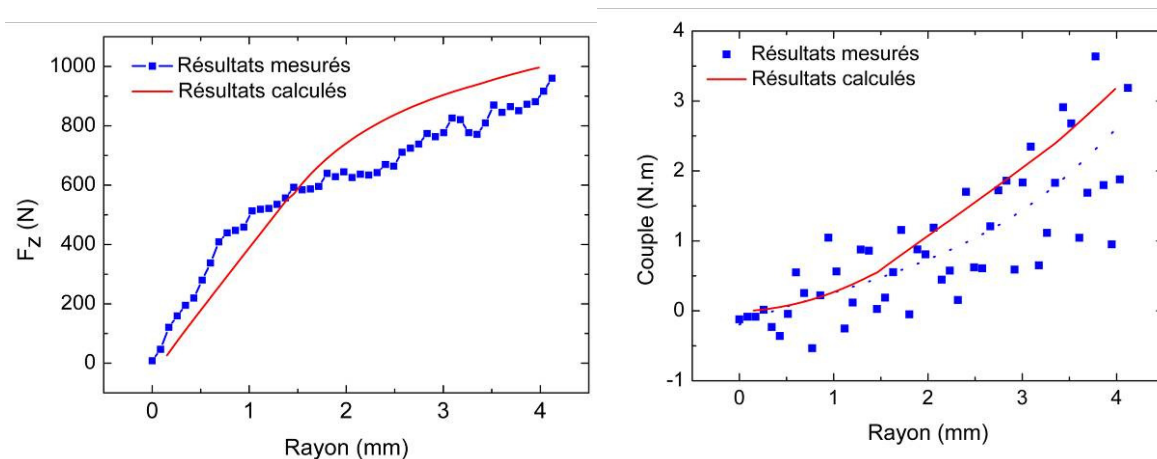 1000
800
600
400
200
0
F_Z (N)
Résultats mesurés
Résultats calculés
0 1 2 3 4
Rayon (mm)
4
3
2
1
0
-1
Couple (N.m)
Résultats mesurés
Résultats calculés
0 1 2 3 4
Rayon (mm)